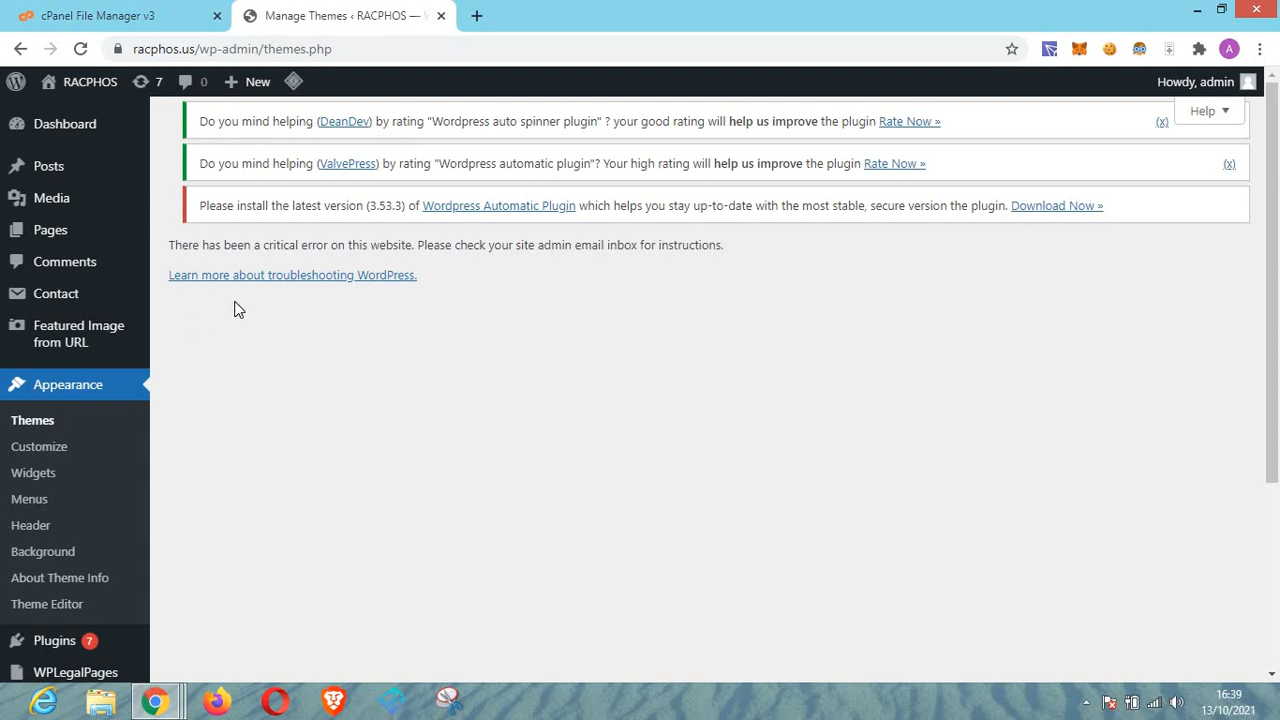 cPanel File Manager v3
Manage Themes ‹ RACPHOS —
racphos.us/wp-admin/themes.php
A
RACPHOS
7
0
New
Howdy, admin
Dashboard
Posts
Media
Pages
Comments
Contact
Featured Image
from URL
Appearance
Themes
Customize
Widgets
Menus
Header
Background
About Theme Info
Theme Editor
Plugins 7
WPLegalPages
Help
Do you mind helping (DeanDev) by rating "Wordpress auto spinner plugin" ? your good rating will help us improve the plugin Rate Now » (x)
Do you mind helping (ValvePress) by rating "Wordpress automatic plugin"? Your high rating will help us improve the plugin Rate Now » (x)
Please install the latest version (3.53.3) of Wordpress Automatic Plugin which helps you stay up-to-date with the most stable, secure version the plugin. Download Now »
There has been a critical error on this website. Please check your site admin email inbox for instructions.
Learn more about troubleshooting WordPress.
16:39
13/10/2021